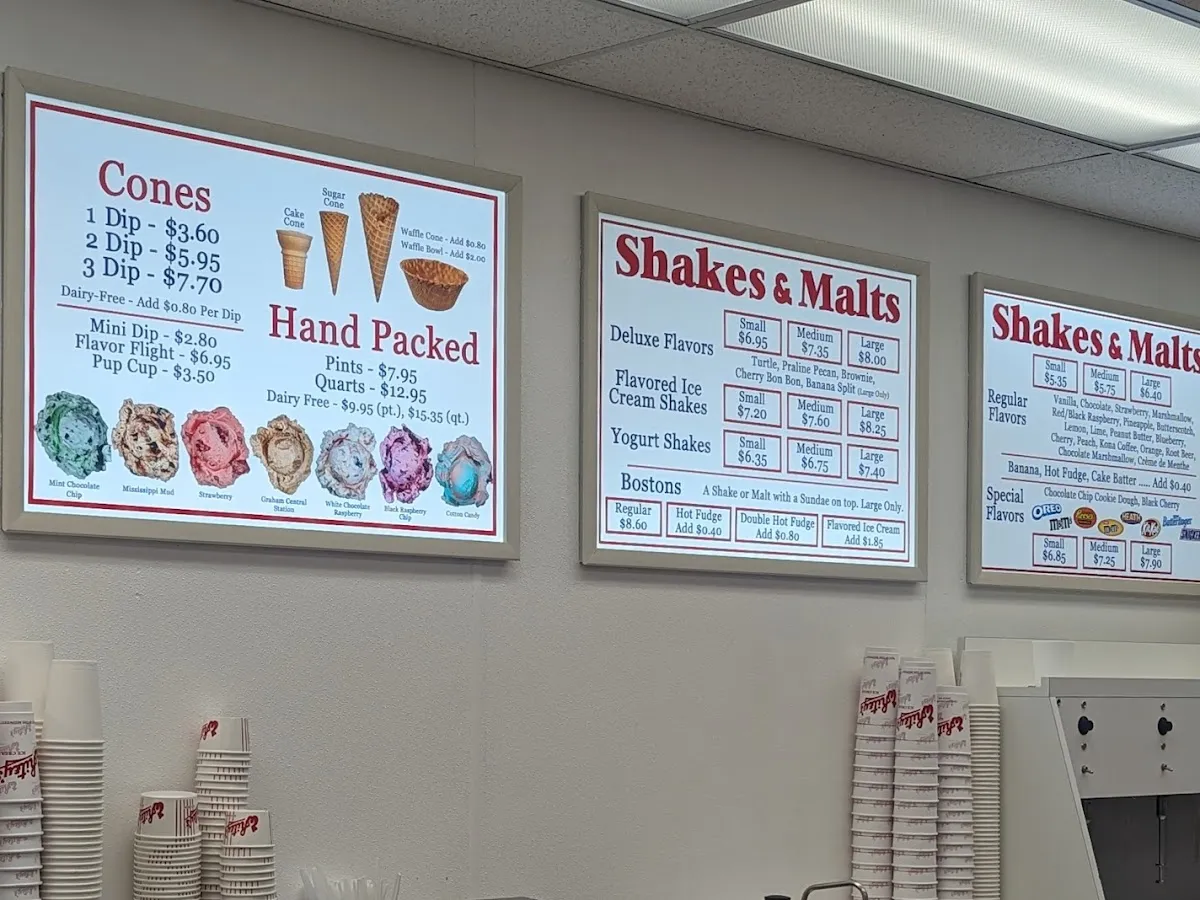 Cones
1 Dip - $3.60
2 Dip - $5.95
3 Dip - $7.70
Dairy-Free - Add $0.80 Per Dip
Mini Dip - $2.80
Flavor Flight - $6.95
Pup Cup - $3.50
Cake
Cone
Sugar
Cone
Waffle Cone - Add $0.80
Waffle Bowl - Add $2.00
Hand Packed
Pints - $7.95
Quarts - $12.95
Dairy Free - $9.95 (pt.), $15.35 (qt.)
Mint Chocolate
Chip
Mississippi Mud
Strawberry
Graham Central
Station
White Chocolate
Raspberry
Black Raspberry
Chip
Cotton Candy
Shakes & Malts
Deluxe Flavors
Small
$6.95
Medium
$7.35
Large
$8.00
Turtle, Praline Pecan, Brownie,
Cherry Bon Bon, Banana Split (Large Only)
Flavored Ice
Cream Shakes
Small
$7.20
Medium
$7.60
Large
$8.25
Yogurt Shakes
Small
$6.35
Medium
$6.75
Large
$7.40
Bostons
A Shake or Malt with a Sundae on top. Large Only.
Regular
$8.60
Hot Fudge
Add $0.40
Double Hot Fudge
Add $0.80
Flavored Ice Cream
Add $1.85
Shakes & Malts
Small
$5.35
Medium
$5.75
Large
$6.40
Regular
Flavors
Vanilla, Chocolate, Strawberry, Marshmallow,
Red/Black Raspberry, Pineapple, Butterscotch,
Lemon, Lime, Peanut Butter, Blueberry,
Cherry, Peach, Kona Coffee, Orange, Root Beer,
Chocolate Marshmallow, Crème de Menthe
Banana, Hot Fudge, Cake Batter ..... Add $0.40
Special
Flavors
Chocolate Chip Cookie Dough, Black Cherry
OREO
m&m's
Reese's
HEATH
Butterfinger
Small
$6.85
Medium
$7.25
Large
$7.90
Whitey's
Whitey's
Whitey's
Whitey's
Whitey's